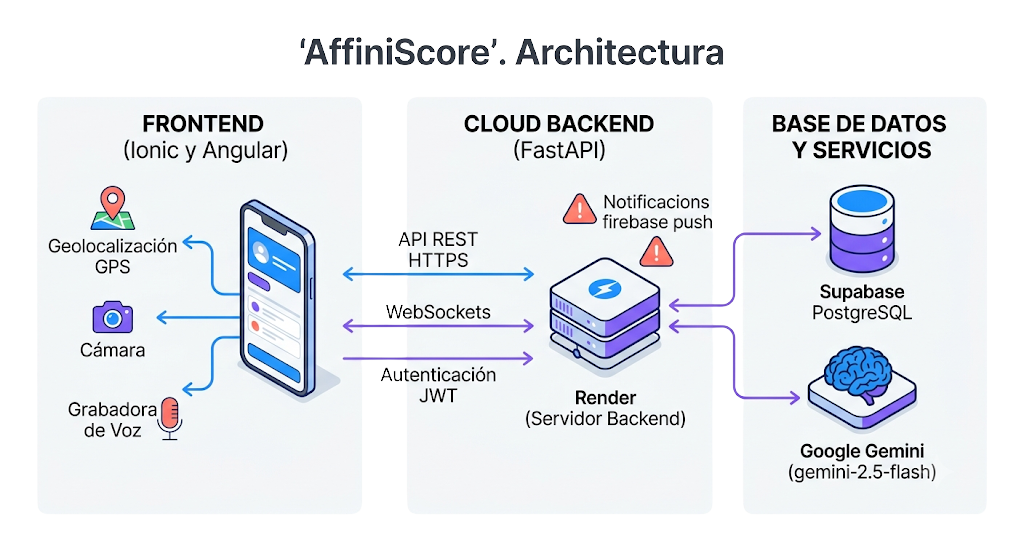 ‘AffiniScore’. Architectura
FRONTEND
(Ionic y Angular)
Geolocalización
GPS
Cámara
Grabadora
de Voz
API REST
HTTPS
WebSockets
Autenticación
JWT
CLOUD BACKEND
(FastAPI)
Notificacions
firebase push
Render
(Servidor Backend)
BASE DE DATOS
Y SERVICIOS
Supabase
PostgreSQL
Google Gemini
(gemini-2.5-flash)